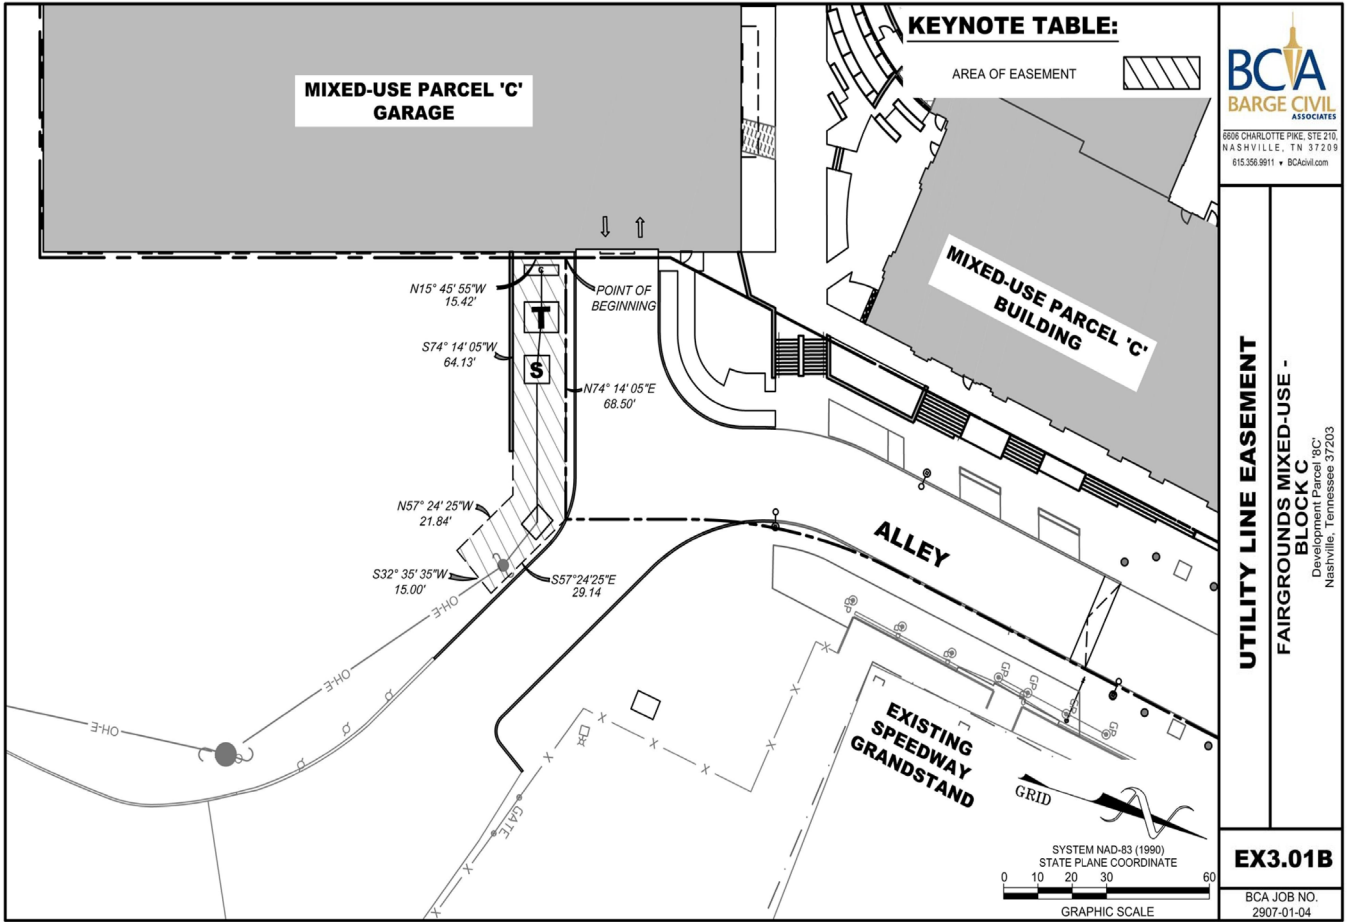 MIXED-USE PARCEL 'C'
GARAGE
KEYNOTE TABLE:
AREA OF EASEMENT
BCA
BARGE CIVIL
ASSOCIATES
6606 CHARLOTTE PIKE, STE 210,
NASHVILLE, TN 37209
615.356.9911 ▾ BCAcivil.com
N15° 45' 55"W
15.42'
POINT OF
BEGINNING
C
T
S
S74° 14' 05"W
64.13'
N74° 14' 05"E
68.50'
N57° 24' 25"W
21.84'
S32° 35' 35"W
15.00'
S57°24'25"E
29.14
MIXED-USE PARCEL 'C'
BUILDING
ALLEY
OH-E
OH-E
OH-E
GATE
X
X
X
X
X
X
X
X
X
GP
GP
GP
GP
EXISTING
SPEEDWAY
GRANDSTAND
GRID
N
SYSTEM NAD-83 (1990)
STATE PLANE COORDINATE
0 10 20 30 60
GRAPHIC SCALE
UTILITY LINE EASEMENT
FAIRGROUNDS MIXED-USE -
BLOCK C
Development Parcel '8C'
Nashville, Tennessee 37203
EX3.01B
BCA JOB NO.
2907-01-04